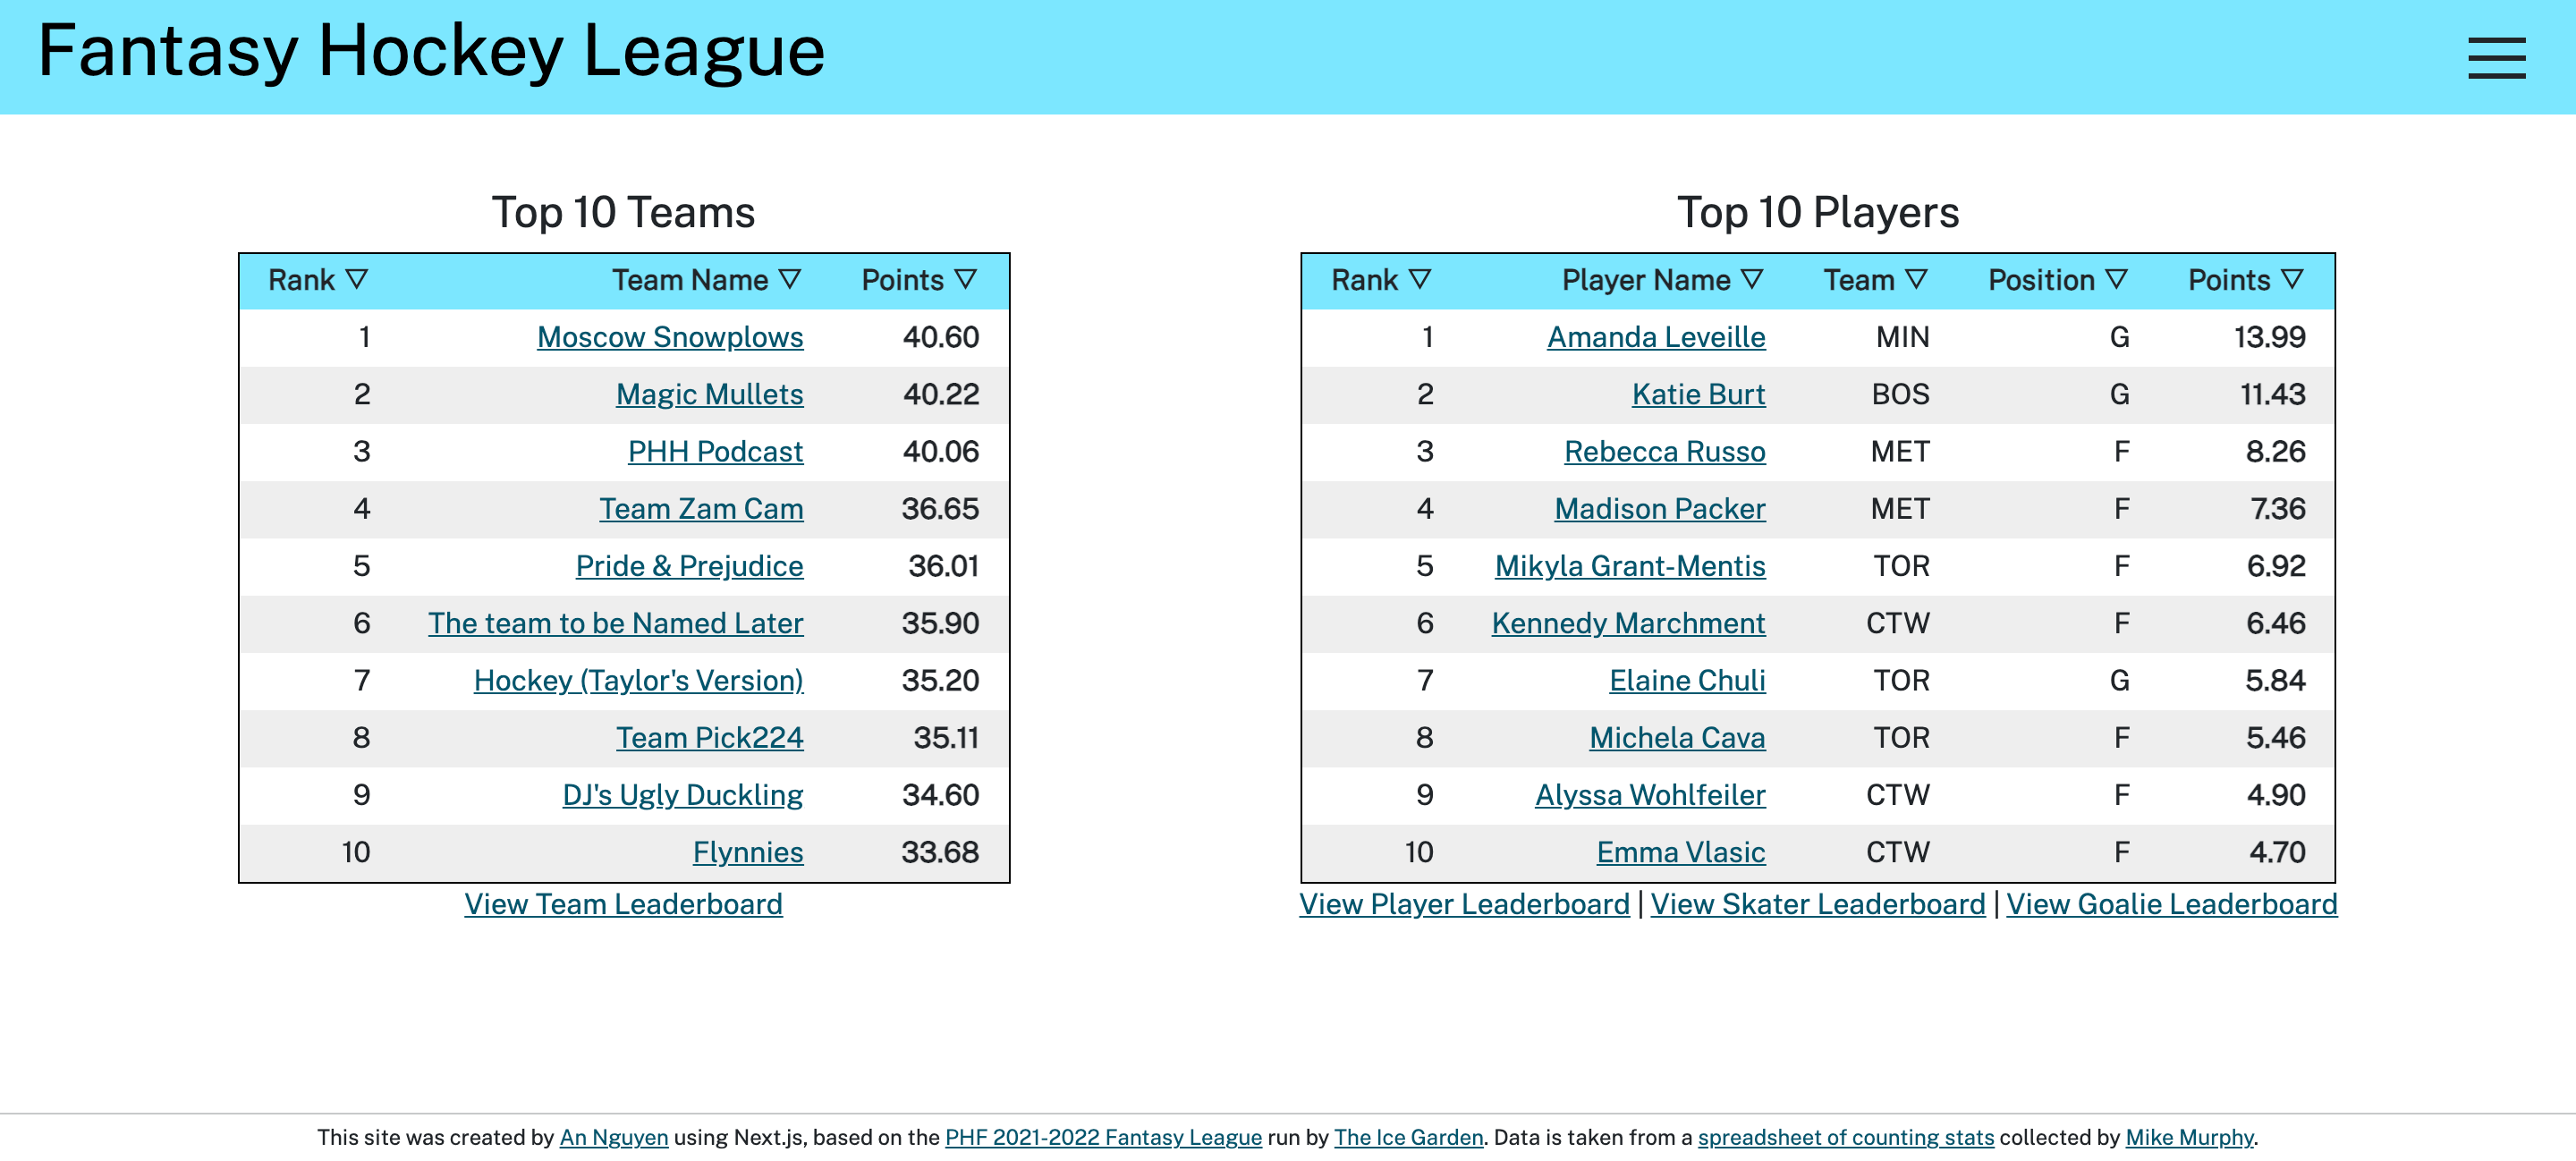 Fantasy Hockey League
Top 10 Teams
Rank ▽ Team Name ▽ Points ▽
1 Moscow Snowplows 40.60
2 Magic Mullets 40.22
3 PHH Podcast 40.06
4 Team Zam Cam 36.65
5 Pride & Prejudice 36.01
6 The team to be Named Later 35.90
7 Hockey (Taylor's Version) 35.20
8 Team Pick224 35.11
9 DJ's Ugly Duckling 34.60
10 Flynnies 33.68
View Team Leaderboard
Top 10 Players
Rank ▽ Player Name ▽ Team ▽ Position ▽ Points ▽
1 Amanda Leveille MIN G 13.99
2 Katie Burt BOS G 11.43
3 Rebecca Russo MET F 8.26
4 Madison Packer MET F 7.36
5 Mikyla Grant-Mentis TOR F 6.92
6 Kennedy Marchment CTW F 6.46
7 Elaine Chuli TOR G 5.84
8 Michela Cava TOR F 5.46
9 Alyssa Wohlfeiler CTW F 4.90
10 Emma Vlasic CTW F 4.70
View Player Leaderboard | View Skater Leaderboard | View Goalie Leaderboard
This site was created by An Nguyen using Next.js, based on the PHF 2021-2022 Fantasy League run by The Ice Garden. Data is taken from a spreadsheet of counting stats collected by Mike Murphy.